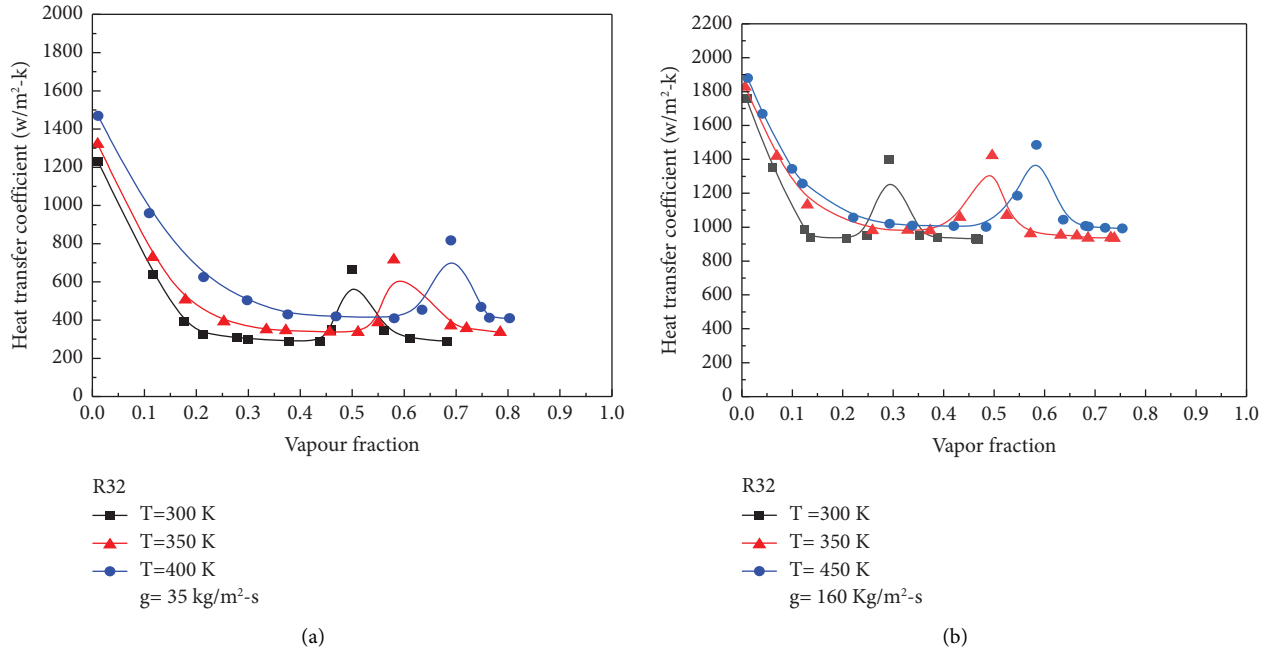 2000
1800
1600
1400
1200
1000
800
600
400
200
0
Heat transfer coefficient (w/m²-k)
0.0 0.1 0.2 0.3 0.4 0.5 0.6 0.7 0.8 0.9 1.0
Vapour fraction
R32
T=300 K
T=350 K
T=400 K
g= 35 kg/m²-s
(a)
2200
2000
1800
1600
1400
1200
1000
800
600
400
200
0
Heat transfer coefficient (w/m²-k)
0.0 0.1 0.2 0.3 0.4 0.5 0.6 0.7 0.8 0.9 1.0
Vapor fraction
R32
T =300 K
T= 350 K
T= 450 K
g= 160 Kg/m²-s
(b)